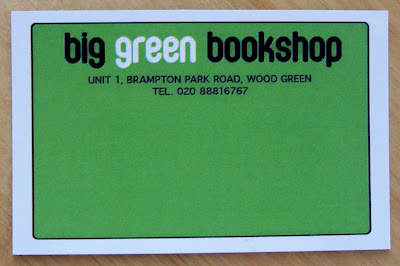 big green bookshop
UNIT 1, BRAMPTON PARK ROAD, WOOD GREEN
TEL. 020 88816767